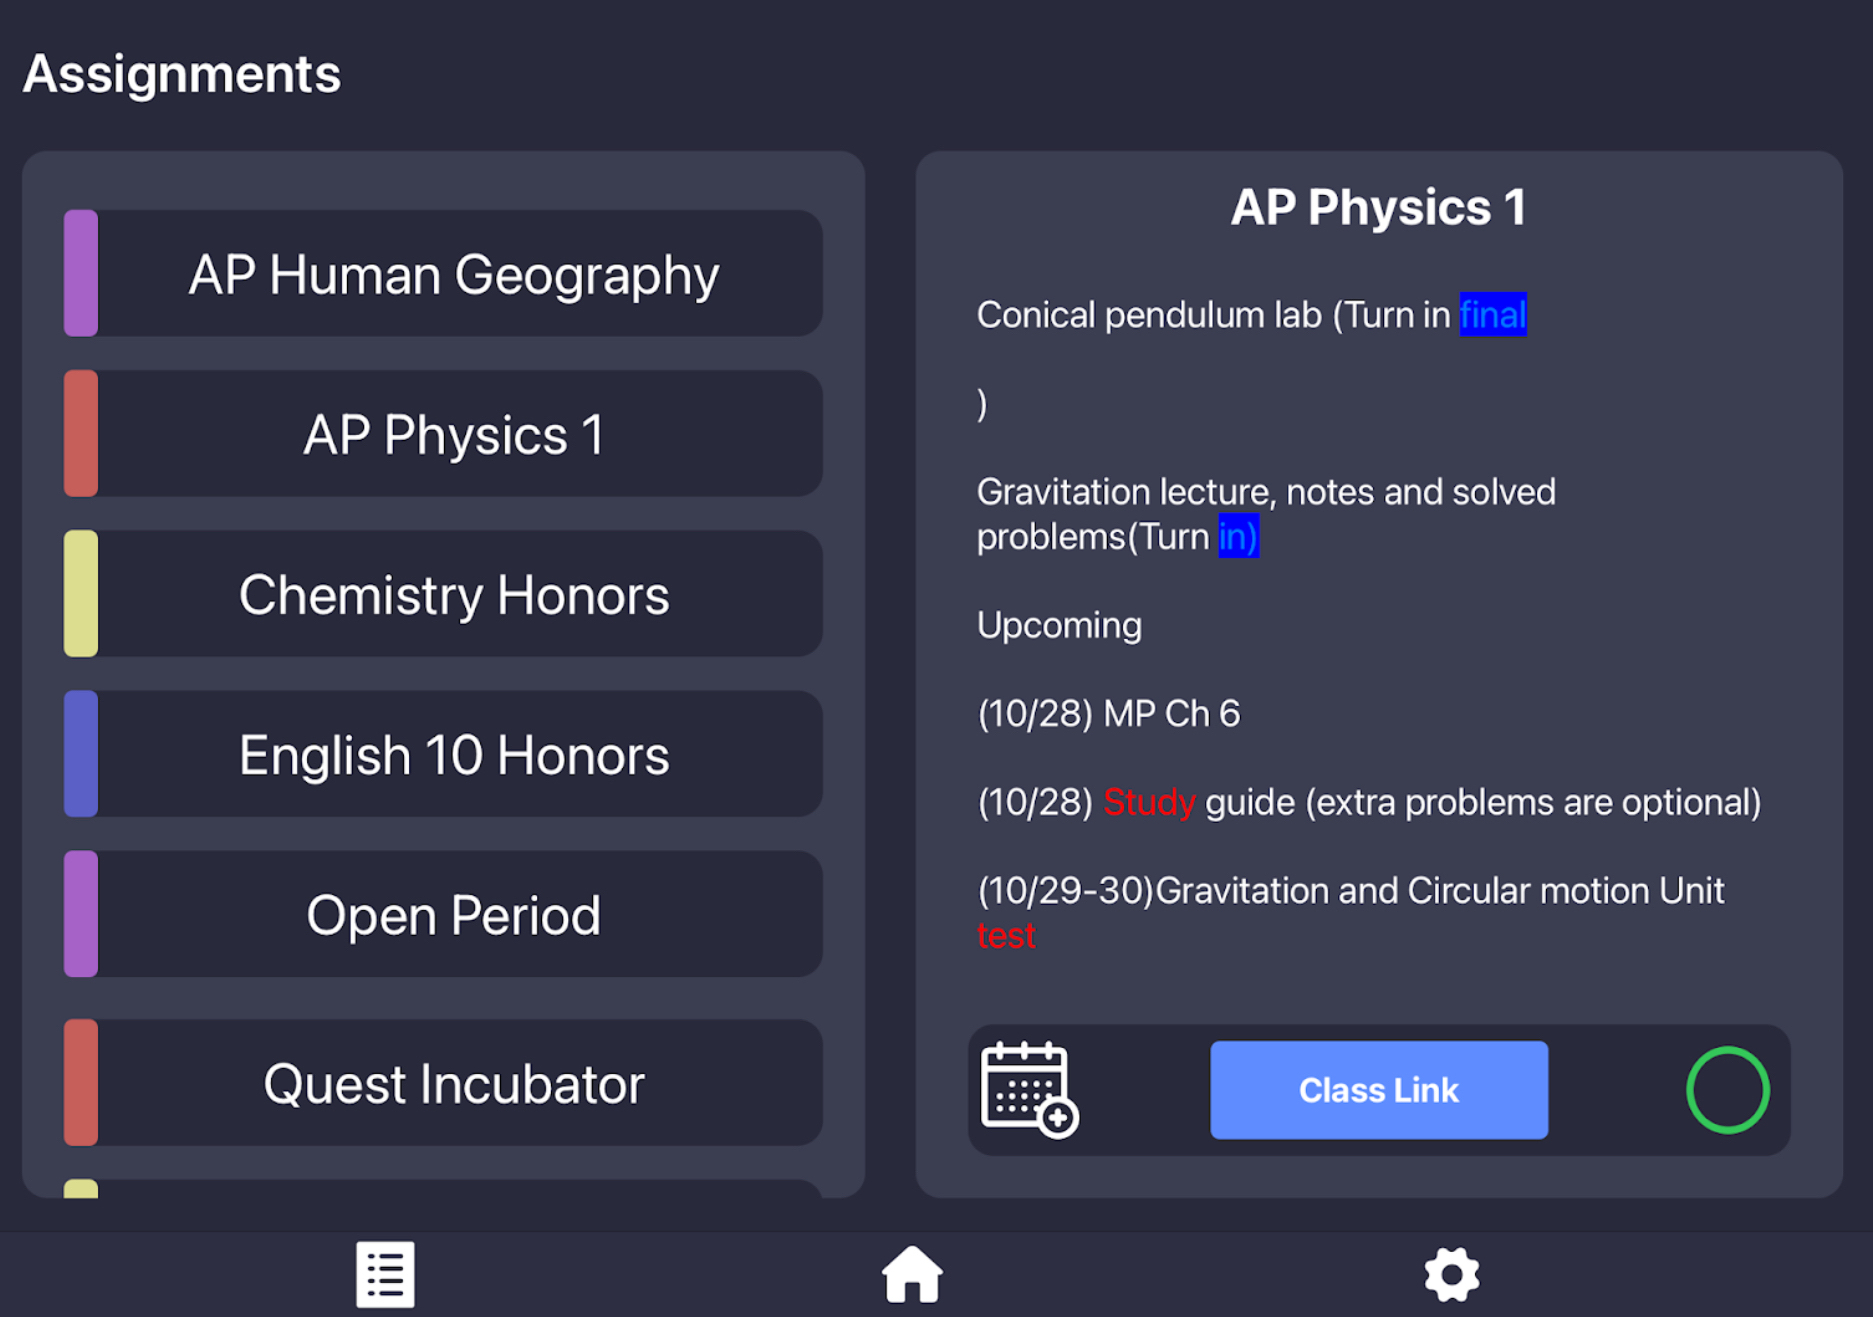 Assignments
AP Human Geography
AP Physics 1
Chemistry Honors
English 10 Honors
Open Period
Quest Incubator
AP Physics 1
Conical pendulum lab (Turn in final
)
Gravitation lecture, notes and solved
problems(Turn in)
Upcoming
(10/28) MP Ch 6
(10/28) Study guide (extra problems are optional)
(10/29-30)Gravitation and Circular motion Unit
test
Class Link